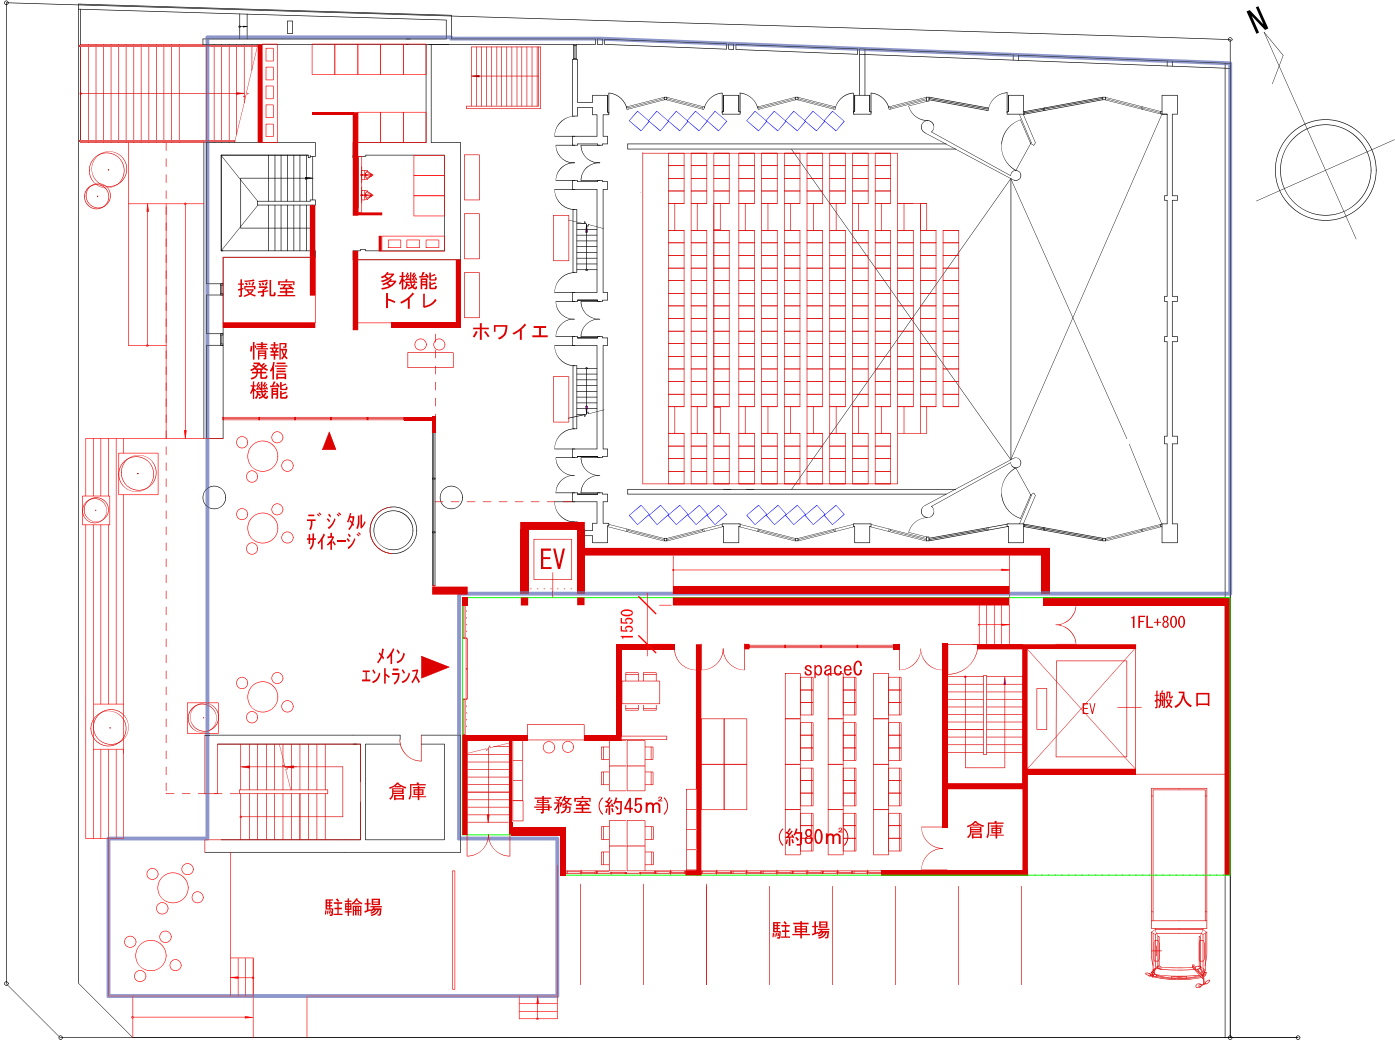 N
授乳室
多機能
トイレ
ホワイエ
情報
発信
機能
デジタル
サイネージ
EV
1550
1FL+800
メイン
エントランス
spaceC
EV
搬入口
倉庫
事務室(約45㎡)
(約80㎡)
倉庫
駐輪場
駐車場